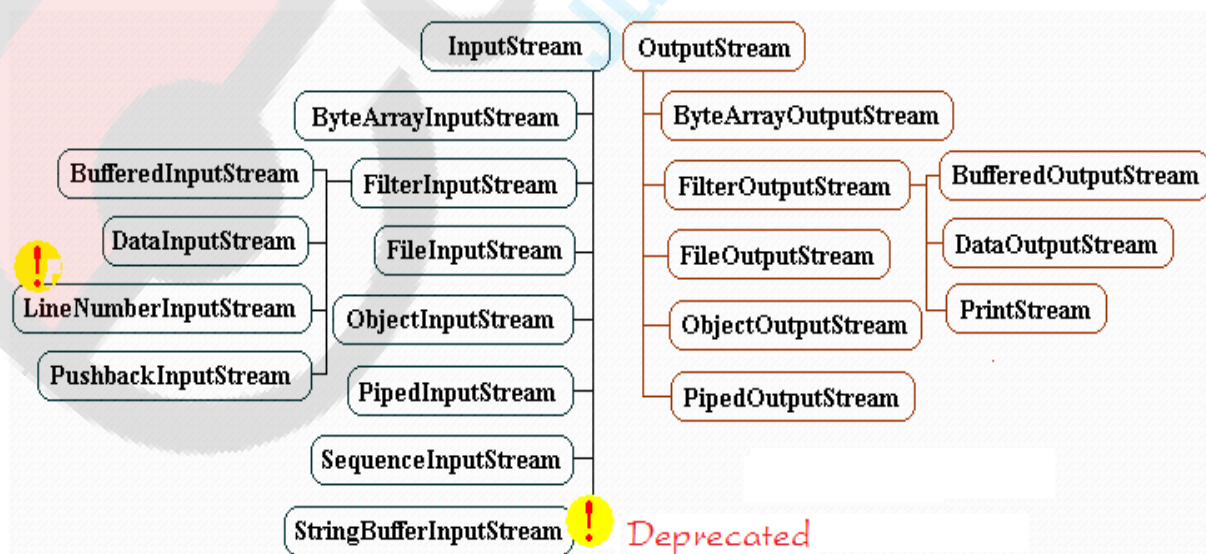 InputStream
OutputStream
ByteArrayInputStream
ByteArrayOutputStream
BufferedInputStream
FilterInputStream
FilterOutputStream
BufferedOutputStream
DataInputStream
FileInputStream
FileOutputStream
DataOutputStream
!
LineNumberInputStream
ObjectInputStream
ObjectOutputStream
PrintStream
PushbackInputStream
PipedInputStream
PipedOutputStream
SequenceInputStream
StringBufferInputStream
!
Deprecated